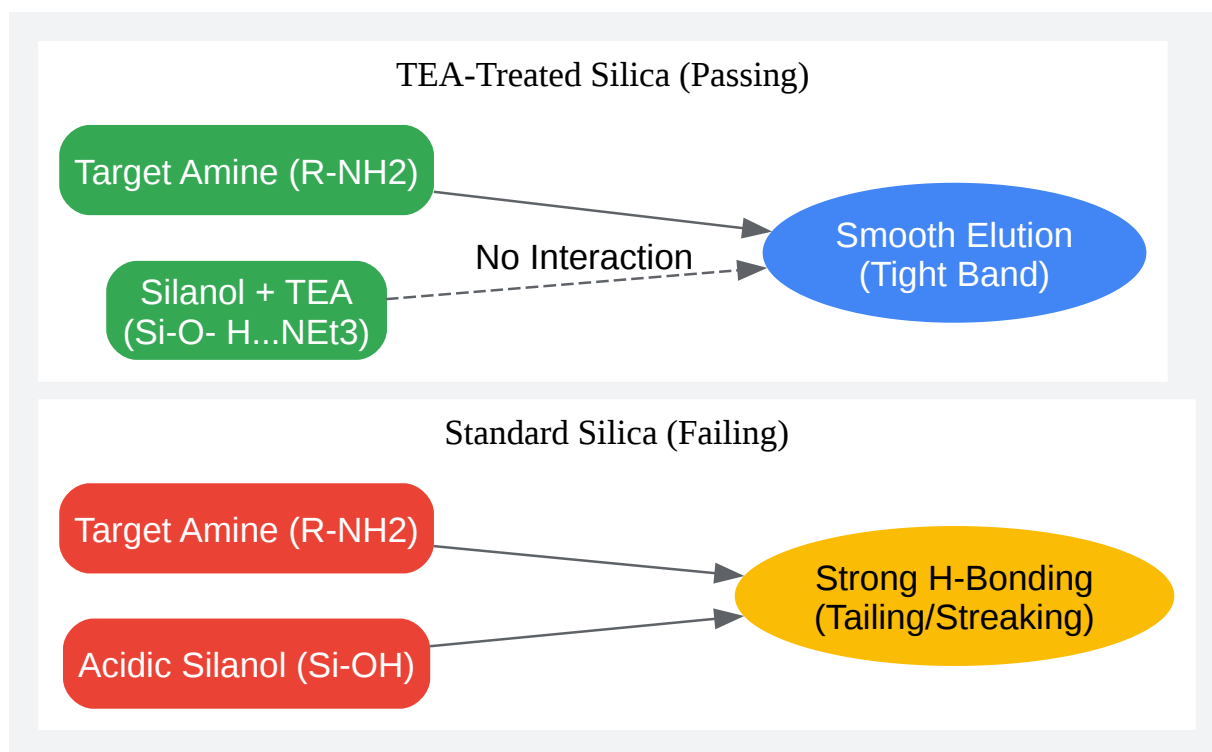 TEA-Treated Silica (Passing)
Target Amine (R-NH2)
Silanol + TEA
(Si-O- H...NEt3)
No Interaction
Smooth Elution
(Tight Band)
Standard Silica (Failing)
Target Amine (R-NH2)
Acidic Silanol (Si-OH)
Strong H-Bonding
(Tailing/Streaking)